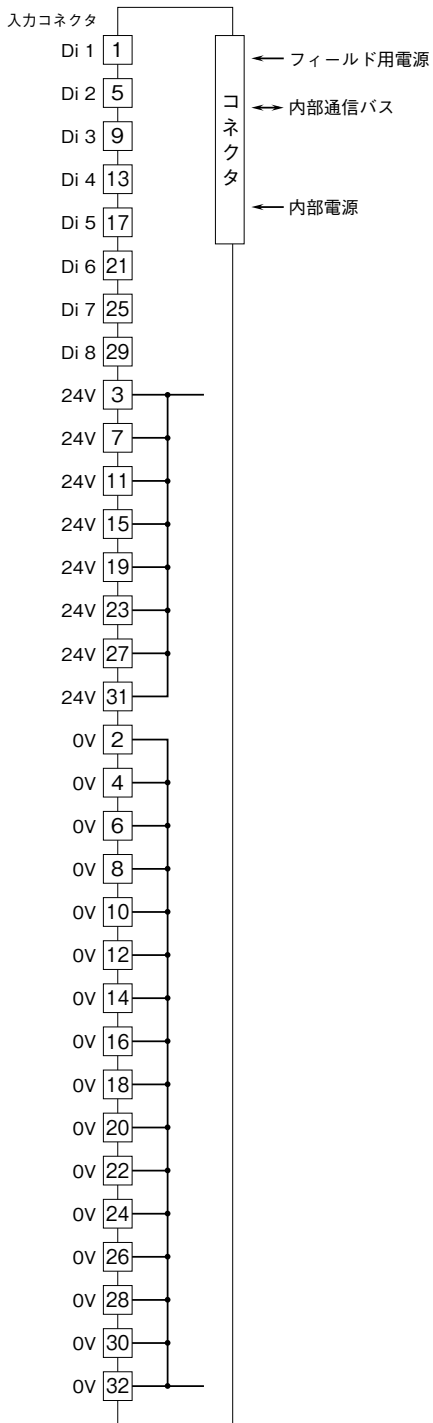 入力コネクタ
Di 1 1
Di 2 5
Di 3 9
Di 4 13
Di 5 17
Di 6 21
Di 7 25
Di 8 29
24V 3
24V 7
24V 11
24V 15
24V 19
24V 23
24V 27
24V 31
0V 2
0V 4
0V 6
0V 8
0V 10
0V 12
0V 14
0V 16
0V 18
0V 20
0V 22
0V 24
0V 26
0V 28
0V 30
0V 32
コネクタ
フィールド用電源
内部通信バス
内部電源